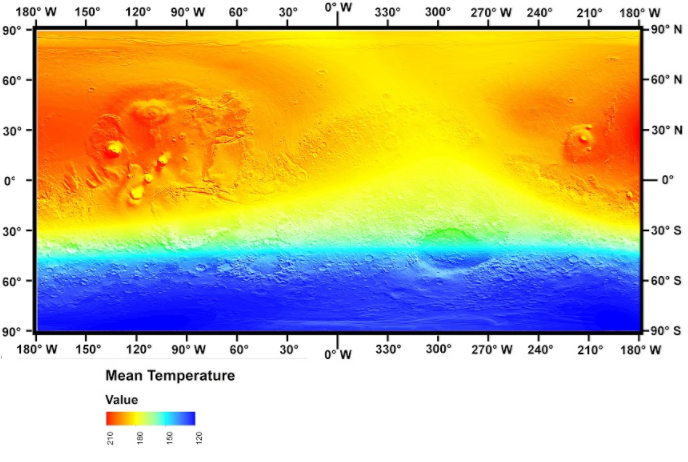 180° W 150° W 120° W 90° W 60° W 30° W 0° W 330° W 300° W 270° W 240° W 210° W 180° W
90° 90° N
60° 60° N
30° 30° N
0° 0°
30° 30° S
60° 60° S
90° 90° S
180° W 150° W 120° W 90° W 60° W 30° 0° W 330° W 300° W 270° W 240° W 210° W 180° W
Mean Temperature
Value
210 180 150 120